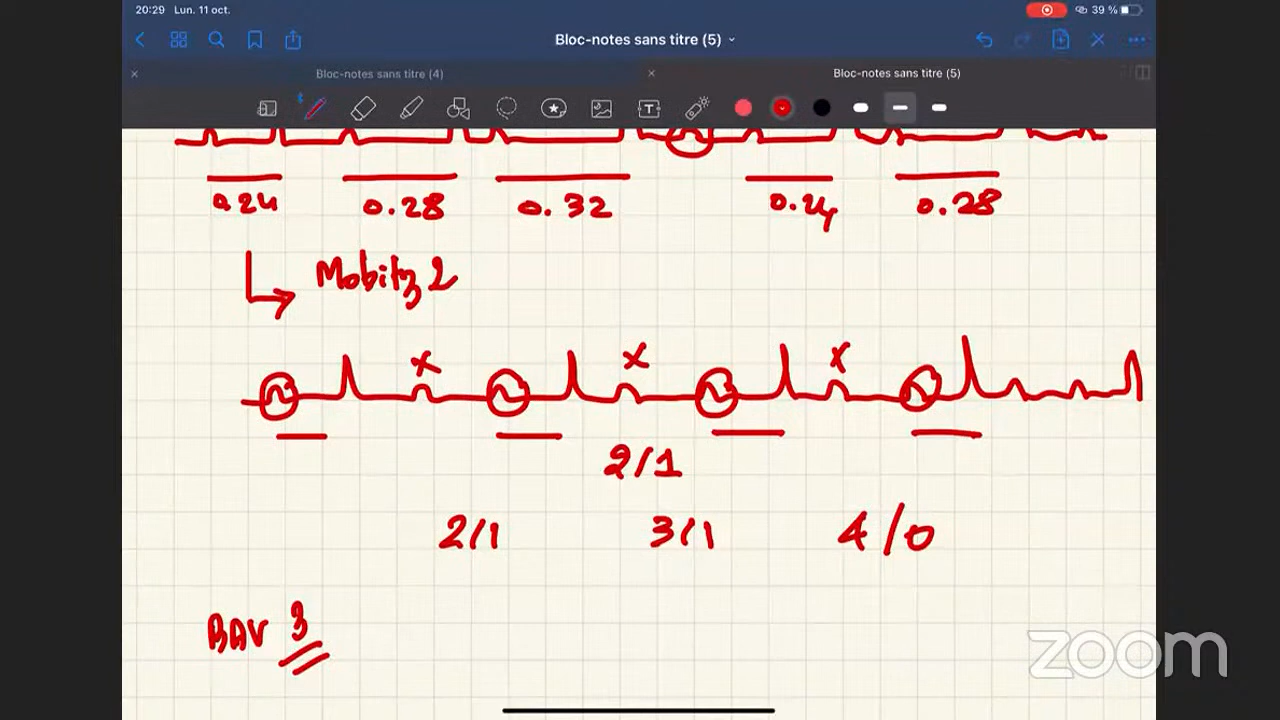 20:29 Lun. 11 oct. 39 %
Bloc-notes sans titre (5)
Bloc-notes sans titre (4) Bloc-notes sans titre (5)
0.24 0.28 0.32 0.24 0.28
Mobitz 2
x x x
2/1
2/1 3/1 4/0
BAV 3
zoom